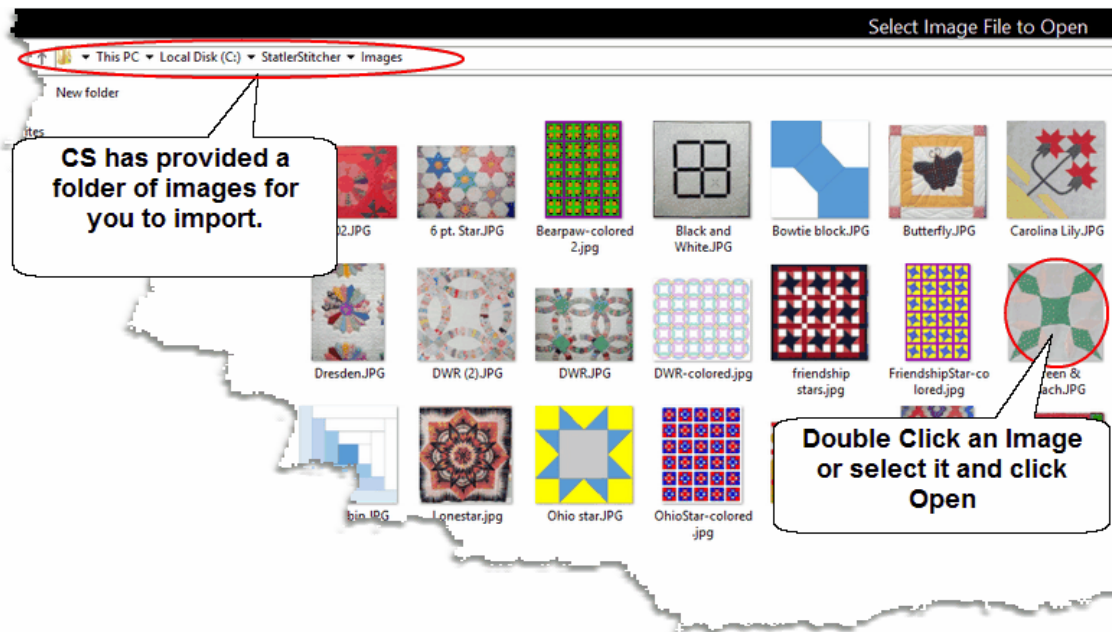 Select Image File to Open
This PC Local Disk (C:) StatlerStitcher Images
New folder
CS has provided a
folder of images for
you to import.
02.JPG
6 pt. Star.JPG
Bearpaw-colored
2.jpg
Black and
White.JPG
Bowtie block.JPG
Butterfly.JPG
Carolina Lily.JPG
Dresden.JPG
DWR (2).JPG
DWR.JPG
DWR-colored.jpg
friendship
stars.jpg
FriendshipStar-co
lored.jpg
Double Click an Image
or select it and click
Open
Lonestar.jpg
Ohio star.JPG
OhioStar-colored
.jpg